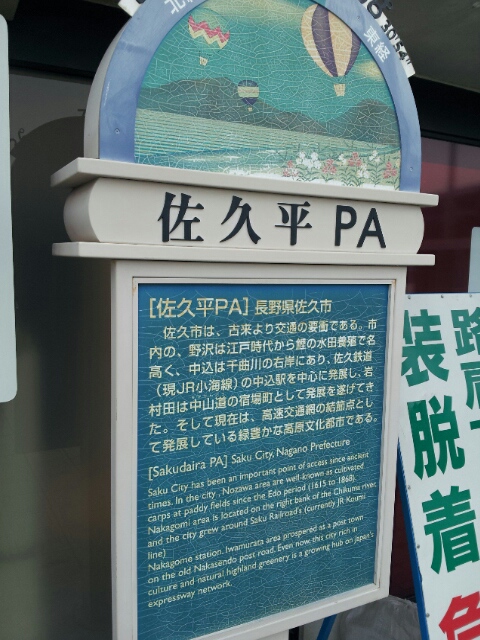 北
30'54"
東経
佐久平 PA
[佐久平PA] 長野県佐久市
佐久市は、古来より交通の要衝である。市
内の、野沢は江戸時代から鯉の水田養殖で名
高く、中込は千曲川の右岸にあり、佐久鉄道
(現JR小海線)の中込駅を中心に発展し、岩
村田は中山道の宿場町として発展を遂げてき
た。そして現在は、高速交通網の結節点とし
て発展している緑豊かな高原文化都市である。
[Sakudaira PA] Saku City, Nagano Prefecture
Saku City has been an important point of access since ancient
times. In the city , Nozawa area are well-known as cultivated
carps at paddy fields since the Edo period (1615 to 1868).
Nakagomi area is located on the right bank of the Chikuma river,
and the city grew around Saku Railroad's (currently JR Koumi
line)
Nakagome station. Iwamurata area prospered as a post town
on the old Nakasendo post road. Even now, this city rich in
culture and natural highland greenery is a growing hub on Japan's
expressway network.
装脱着